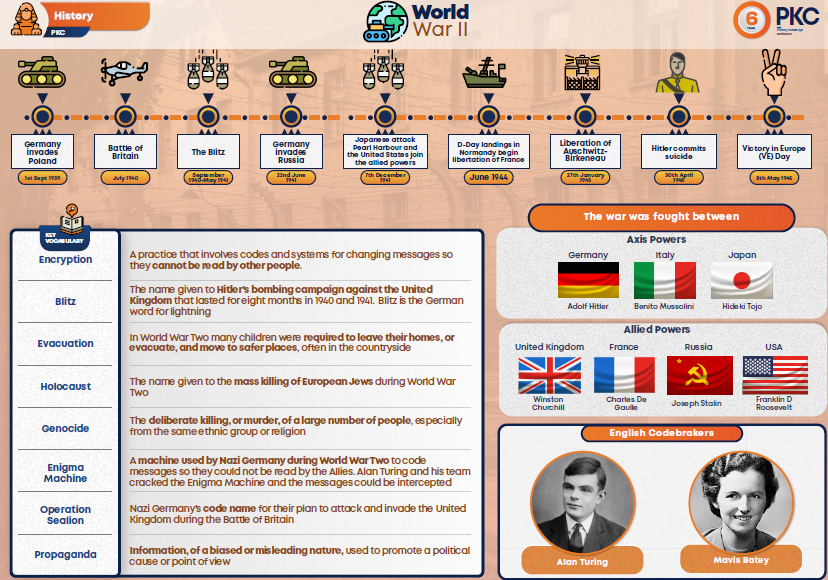 History
PKC
World
War II
6
PKC
Germany
invades
Poland
1st Sept 1939
Battle of
Britain
July 1940
The Blitz
September
1940-May 1941
Germany
invades
Russia
22nd June
1941
Japanese attack
Pearl Harbour and
the United States join
the allied powers
7th December
1941
D-Day landings in
Normandy begin
libertation of France
June 1944
Liberation of
Auschwitz-
Birkeneau
27th January
1945
Hitler commits
suicide
30th April
1945
Victory in Europe
(VE) Day
8th May 1945
KEY
VOCABULARY
Encryption
A practice that involves codes and systems for changing messages so
they cannot be read by other people.
Blitz
The name given to Hitler's bombing campaign against the United
Kingdom that lasted for eight months in 1940 and 1941. Blitz is the German
word for lightning
Evacuation
In World War Two many children were required to leave their homes, or
evacuate, and move to safer places, often in the countryside
Holocaust
The name given to the mass killing of European Jews during World War
Two
Genocide
The deliberate killing, or murder, of a large number of people, especially
from the same ethnic group or religion
Enigma
Machine
A machine used by Nazi Germany during World War Two to code
messages so they could not be read by the Allies. Alan Turing and his team
cracked the Enigma Machine and the messages could be intercepted
Operation
Sealion
Nazi Germany's code name for their plan to attack and invade the United
Kingdom during the Battle of Britain
Propaganda
Information, of a biased or misleading nature, used to promote a political
cause or point of view
The war was fought between
Axis Powers
Germany
Italy
Japan
Adolf Hitler
Benito Mussolini
Hideki Tojo
Allied Powers
United Kingdom
France
Russia
USA
Winston
Churchill
Charles De
Gaulle
Joseph Stalin
Franklin D
Roosevelt
English Codebrakers
Alan Turing
Mavis Batey